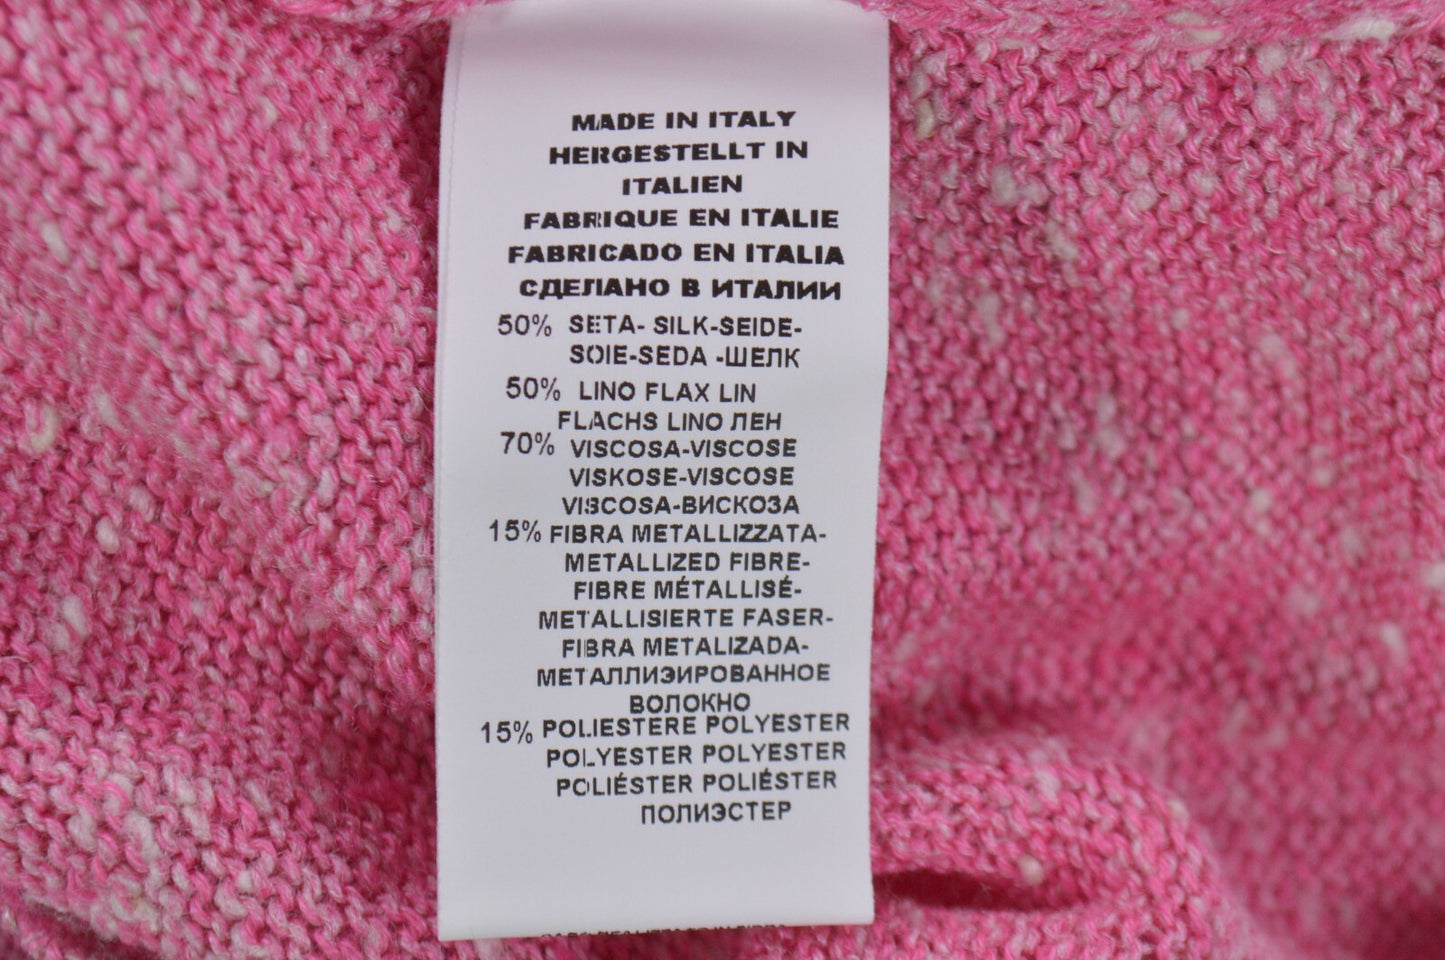 MADE IN ITALY
HERGESTELLT IN
ITALIEN
FABRIQUE EN ITALIE
FABRICADO EN ITALIA
СДЕЛАНО В ИТАЛИИ
50% SETA- SILK-SEIDE-
SOIE-SEDA -ШЕЛК
50% LINO FLAX LIN
FLACHS LINO ЛЕН
70% VISCOSA-VISCOSE
VISKOSE-VISCOSE
VISCOSA-ВИСКОЗА
15% FIBRA METALLIZZATA-
METALLIZED FIBRE-
FIBRE MÉTALLISÉ-
METALLISIERTE FASER-
FIBRA METALIZADA-
МЕТАЛЛИЭИРОВАННОЕ
ВОЛОКНО
15% POLIESTERE POLYESTER
POLYESTER POLYESTER
POLIÉSTER POLIÉSTER
ПОЛИЭСТЕР